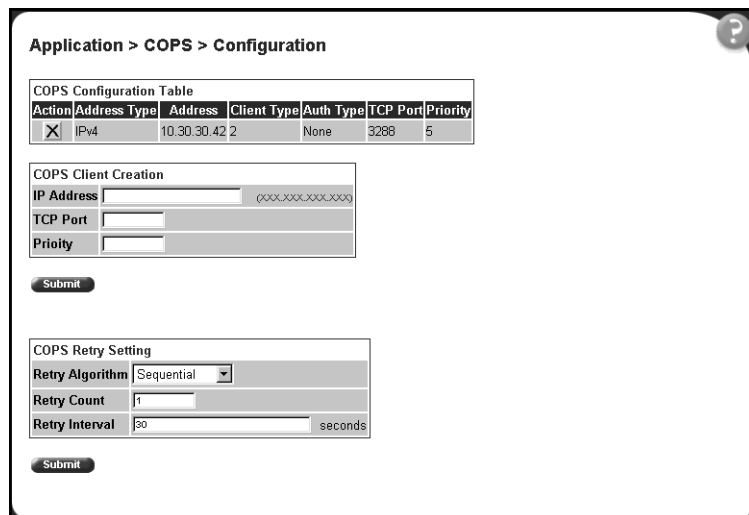 Application > COPS > Configuration
?
COPS Configuration Table
Action Address Type Address Client Type Auth Type TCP Port Priority
X IPv4 10.30.30.42 2 None 3288 5
COPS Client Creation
IP Address (XXX.XXX.XXX.XXX)
TCP Port
Prioity
Submit
COPS Retry Setting
Retry Algorithm Sequential
Retry Count 1
Retry Interval 30 seconds
Submit